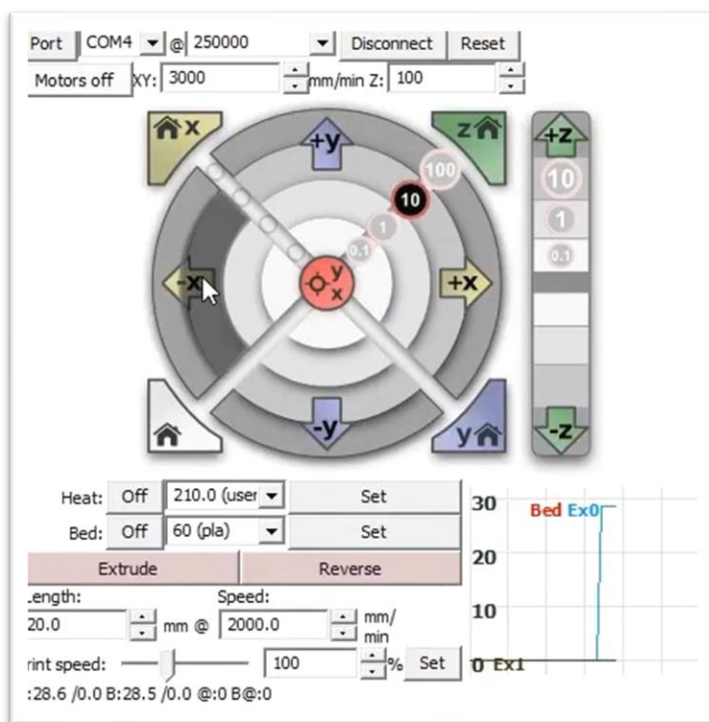 Port COM4 @ 250000 Disconnect Reset
Motors off XY: 3000 mm/min Z: 100
x z +z
+y 100 10
10 1
1 0.1
0.1
-x y x +x
-y y -z
Heat: Off 210.0 (user Set
Bed: Off 60 (pla) Set
Extrude Reverse
Length: Speed:
20.0 mm @ 2000.0 mm/
min
rint speed: 100 % Set
:28.6 /0.0 B:28.5 /0.0 @:0 B@:0
30 Bed Ex0
20
10
0 Ex1